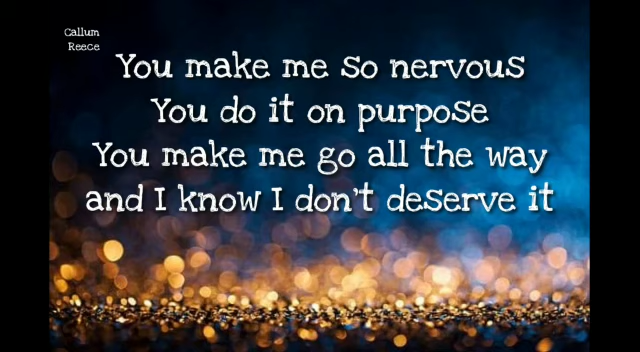 Callum
Reece
You make me so nervous
You do it on purpose
You make me go all the way
and I know I don't deserve it